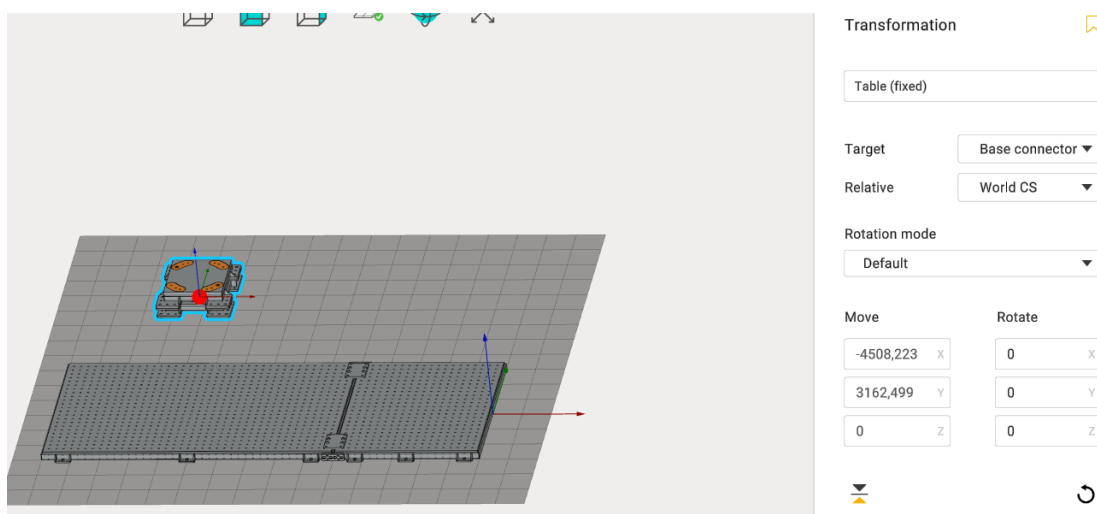 Transformation
Table (fixed)
Target Base connector
Relative World CS
Rotation mode
Default
Move Rotate
-4508,223 X 0 X
3162,499 Y 0 Y
0 Z 0 Z